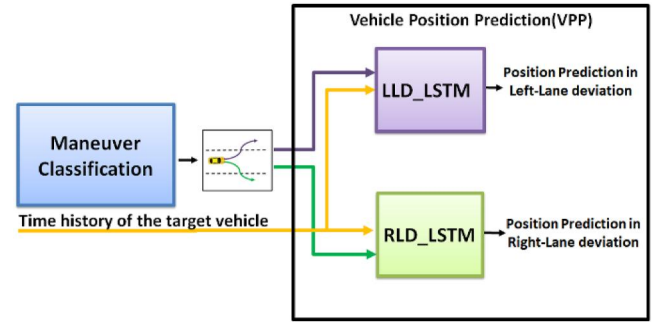 Vehicle Position Prediction(VPP)
Maneuver
Classification
LLD_LSTM
Position Prediction in
Left-Lane deviation
Time history of the target vehicle
RLD_LSTM
Position Prediction in
Right-Lane deviation